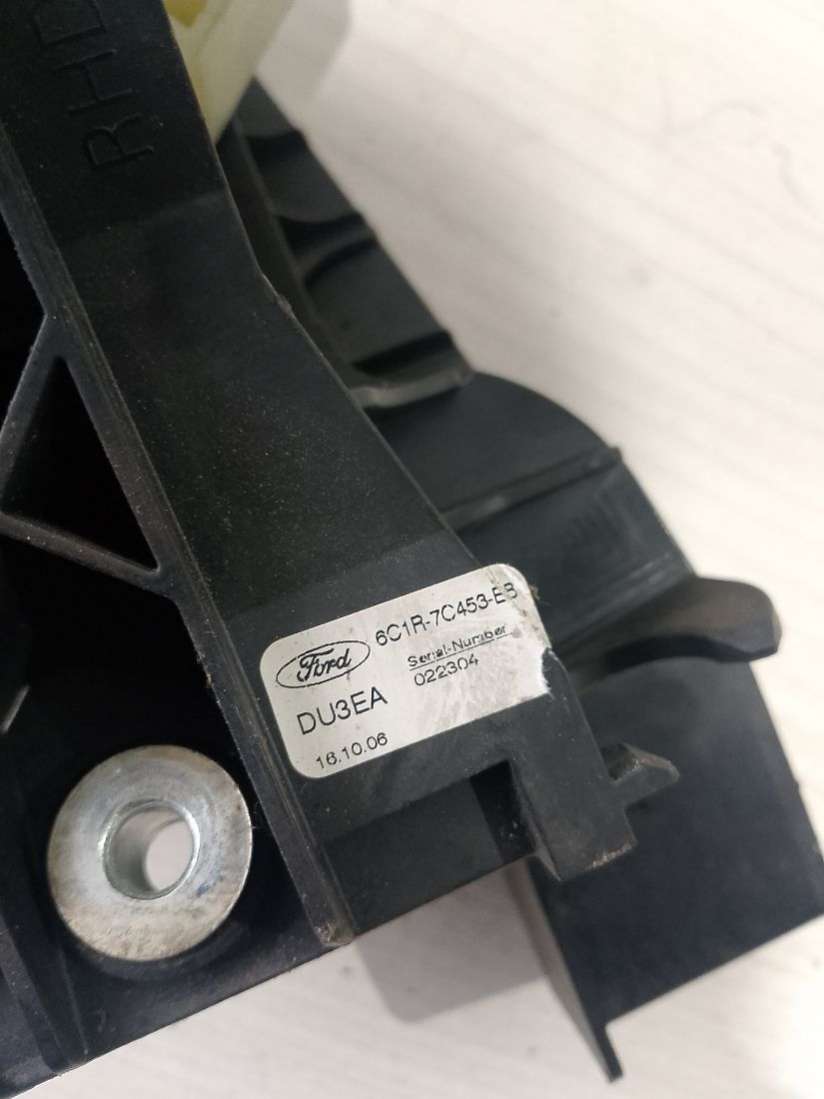 RHD
Ford
6C1R-7C453-EB
Serial-Number
022304
DU3EA
16.10.06